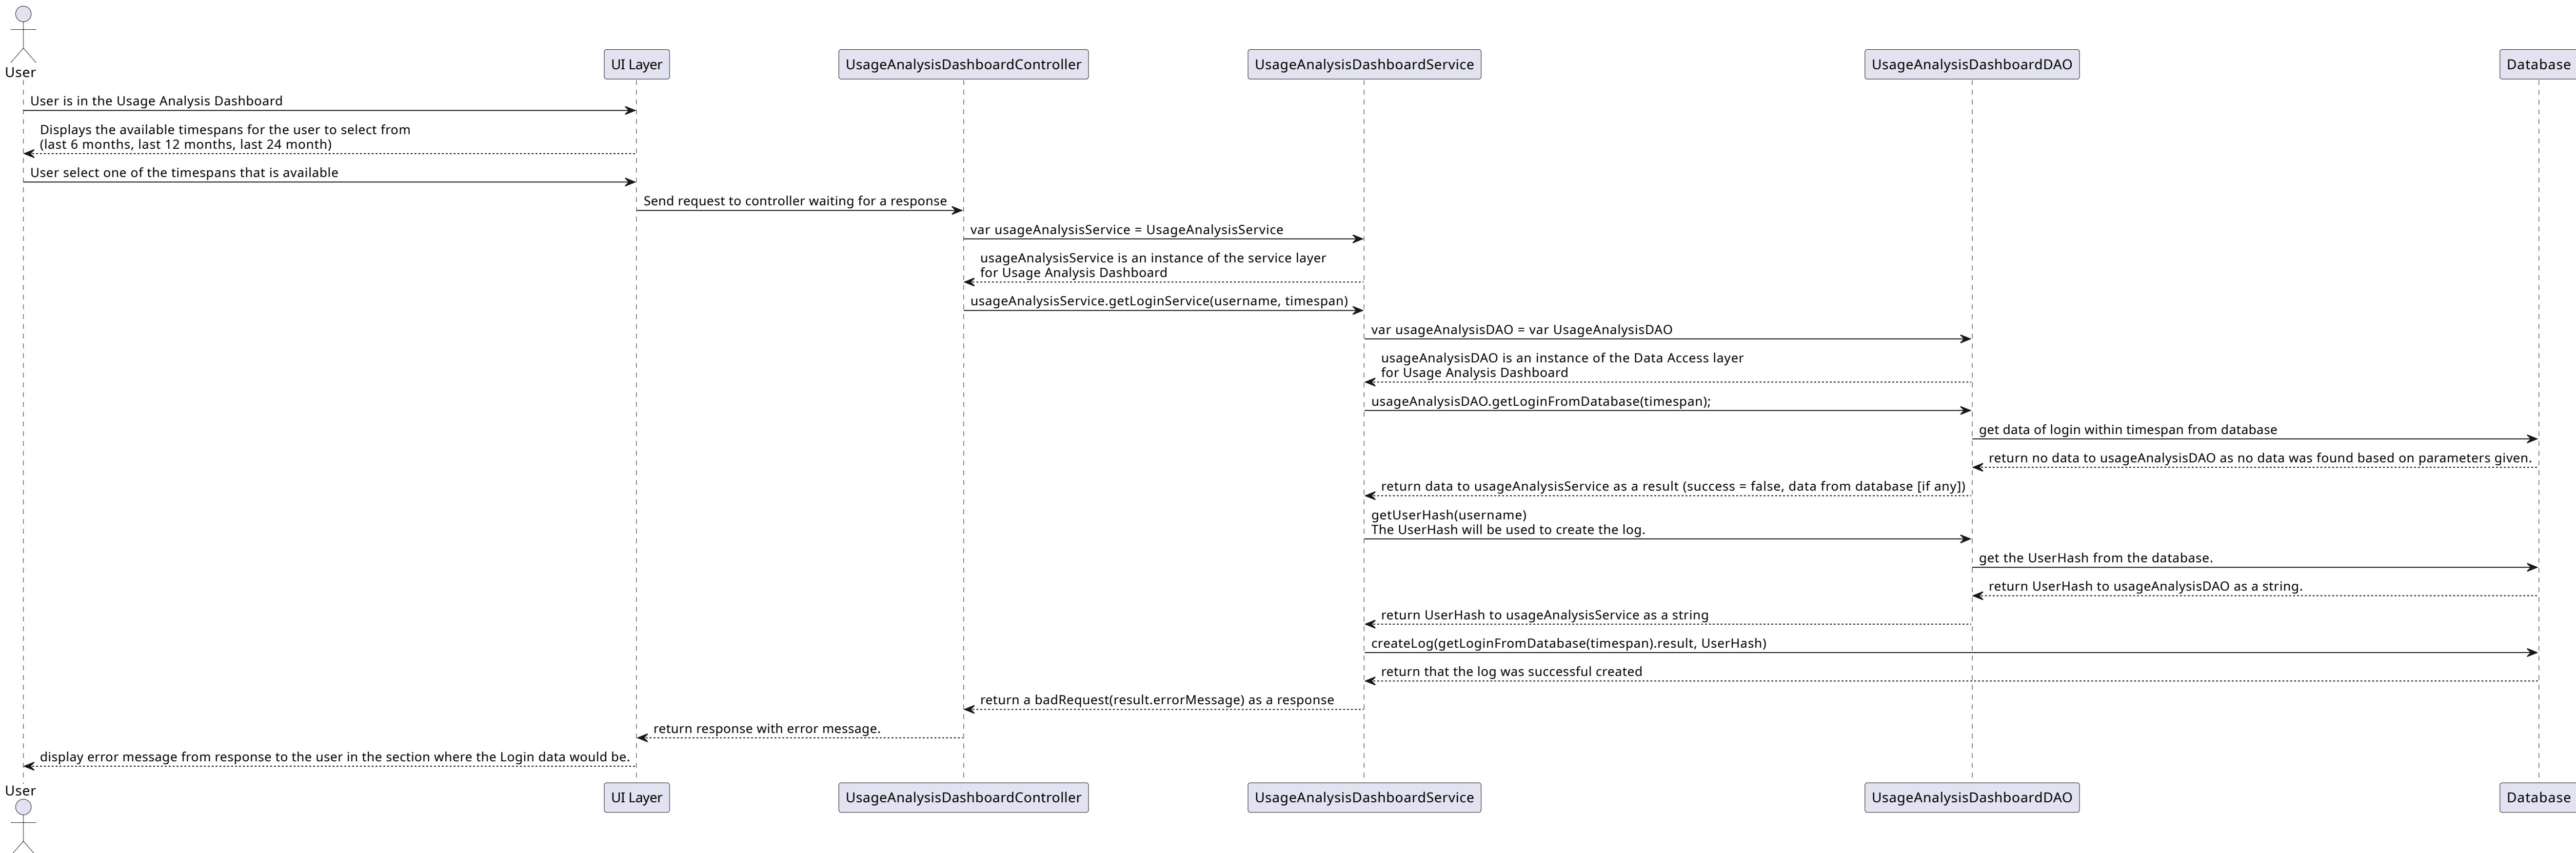 User
UI Layer
UsageAnalysisDashboardController
UsageAnalysisDashboardService
UsageAnalysisDashboardDAO
Database
User is in the Usage Analysis Dashboard
Displays the available timespans for the user to select from
(last 6 months, last 12 months, last 24 month)
User select one of the timespans that is available
Send request to controller waiting for a response
var usageAnalysisService = UsageAnalysisService
usageAnalysisService is an instance of the service layer
for Usage Analysis Dashboard
usageAnalysisService.getLoginService(username, timespan)
var usageAnalysisDAO = var UsageAnalysisDAO
usageAnalysisDAO is an instance of the Data Access layer
for Usage Analysis Dashboard
usageAnalysisDAO.getLoginFromDatabase(timespan);
get data of login within timespan from database
return no data to usageAnalysisDAO as no data was found based on parameters given.
return data to usageAnalysisService as a result (success = false, data from database [if any])
getUserHash(username)
The UserHash will be used to create the log.
get the UserHash from the database.
return UserHash to usageAnalysisDAO as a string.
return UserHash to usageAnalysisService as a string
createLog(getLoginFromDatabase(timespan).result, UserHash)
return that the log was successful created
return a badRequest(result.errorMessage) as a response
return response with error message.
display error message from response to the user in the section where the Login data would be.
User
UI Layer
UsageAnalysisDashboardController
UsageAnalysisDashboardService
UsageAnalysisDashboardDAO
Database